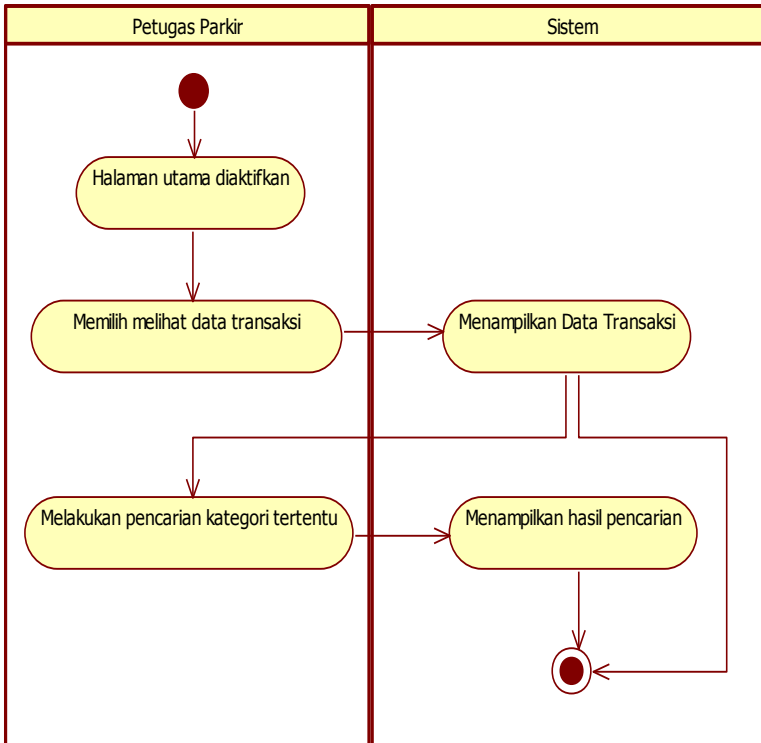 Petugas Parkir
Sistem
Halaman utama diaktifkan
Memilih melihat data transaksi
Menampilkan Data Transaksi
Melakukan pencarian kategori tertentu
Menampilkan hasil pencarian